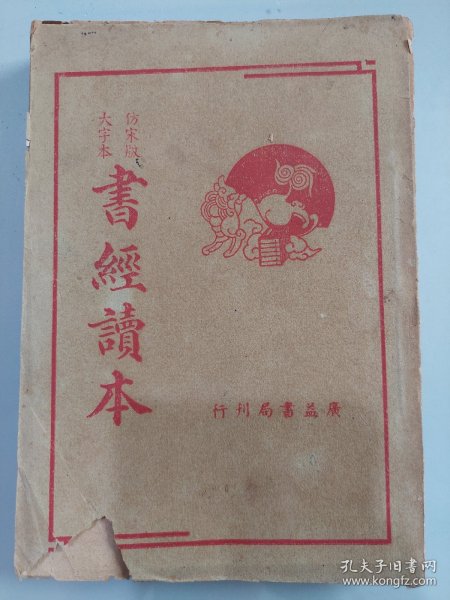 仿宋版
大字本
書經讀本
廣益書局刋行
孔夫子旧书网
www.kongfz.com